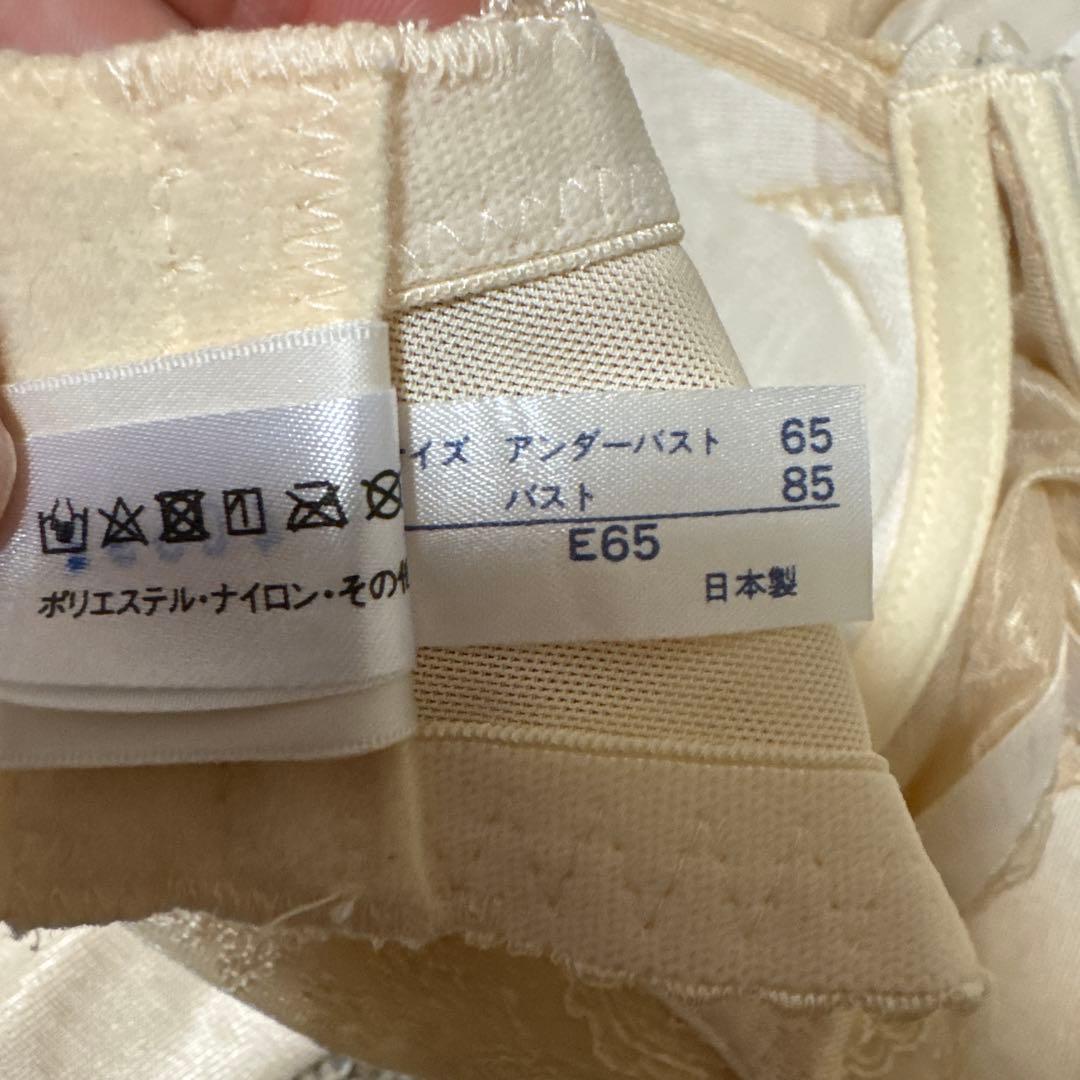 イズ アンダーバスト 65
バスト 85
E65
日本製
1
ポリエステル・ナイロン・その